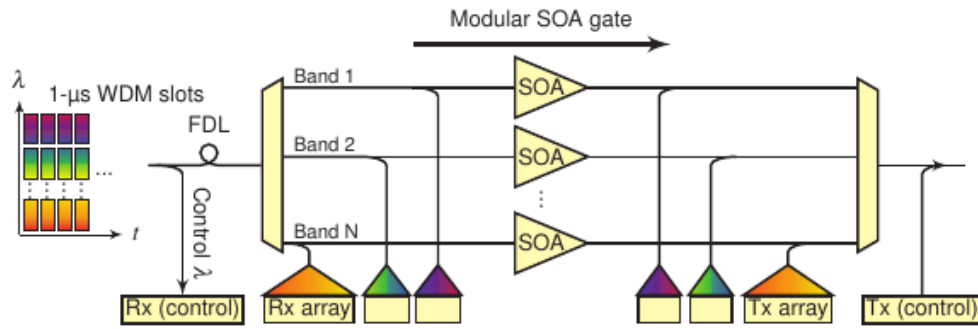 Modular SOA gate
λ
1-µs WDM slots
FDL
Band 1
SOA
Band 2
SOA
...
⋮
Band N
SOA
t
Control λ
Rx (control)
Rx array
Tx array
Tx (control)